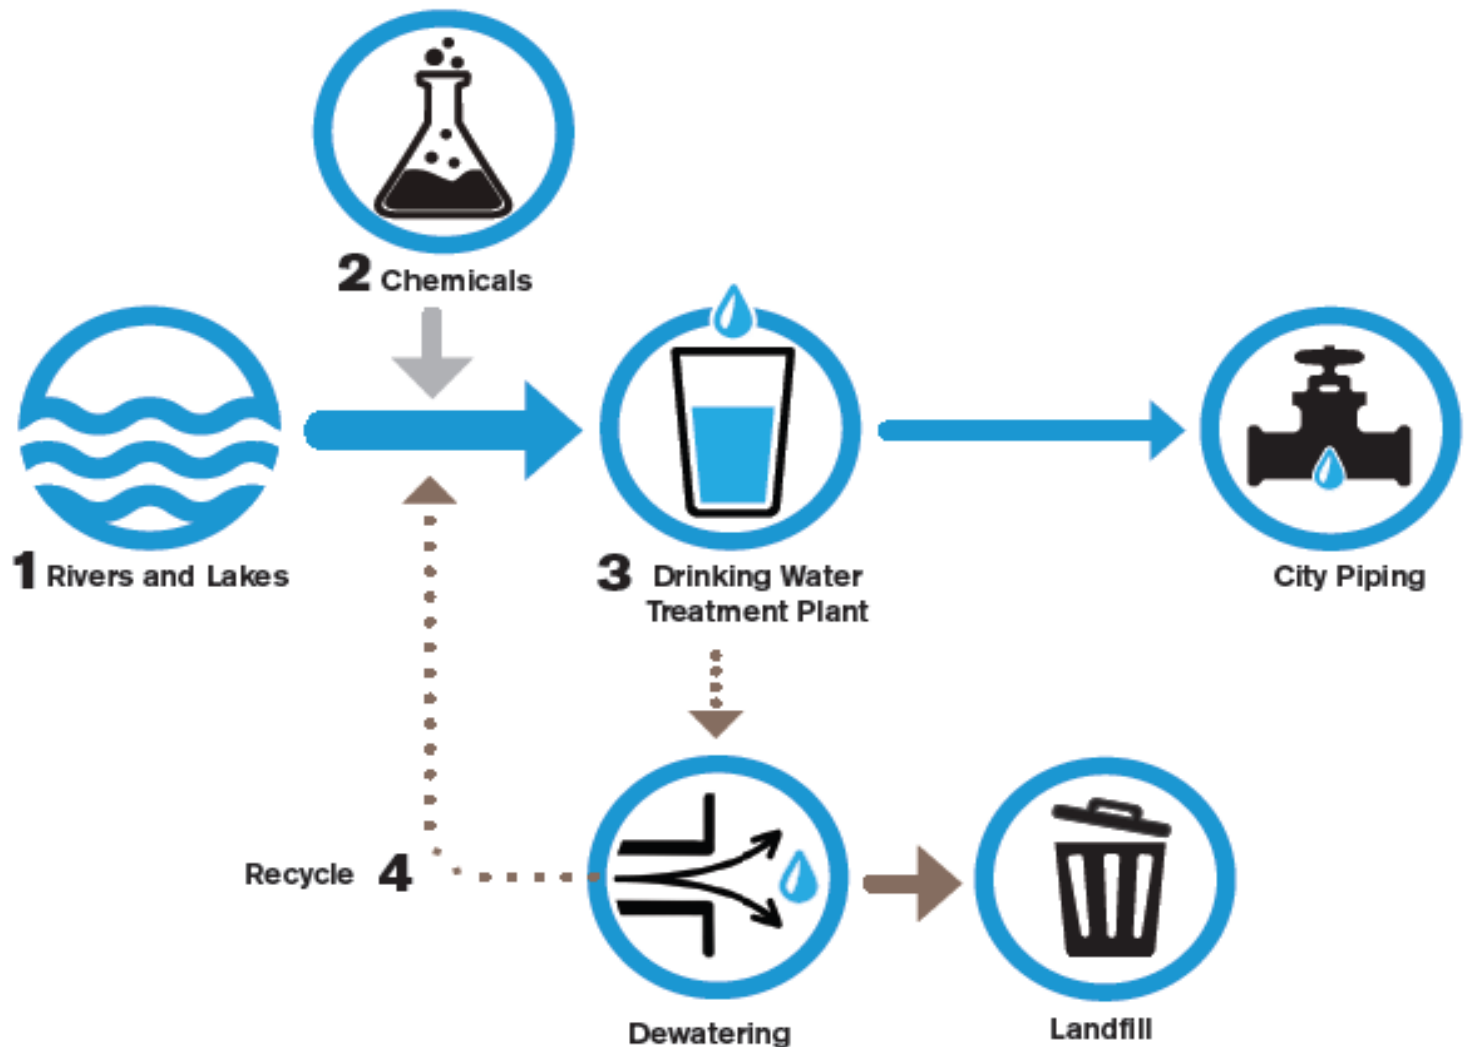 2 Chemicals
1 Rivers and Lakes
3 Drinking Water
Treatment Plant
City Piping
Recycle 4
Dewatering
Landfill